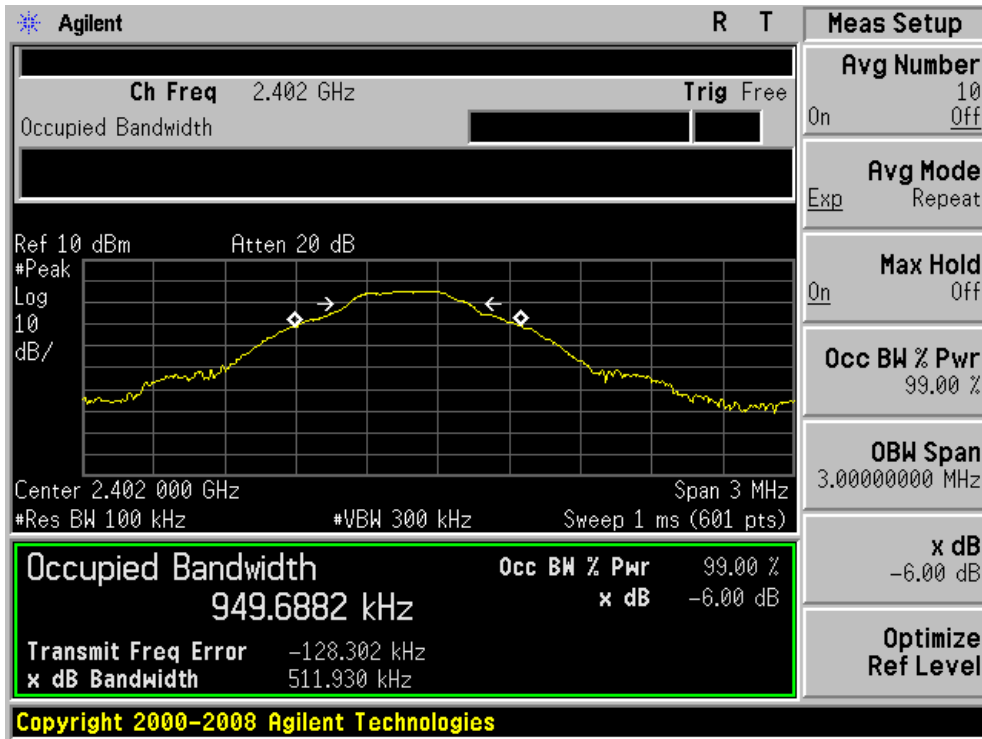 Agilent R T
Ch Freq 2.402 GHz Trig Free
Occupied Bandwidth
Ref 10 dBm Atten 20 dB
#Peak
Log
10
dB/
Center 2.402 000 GHz Span 3 MHz
#Res BW 100 kHz #VBW 300 kHz Sweep 1 ms (601 pts)
Occupied Bandwidth Occ BW % Pwr 99.00 %
949.6882 kHz x dB -6.00 dB
Transmit Freq Error -128.302 kHz
x dB Bandwidth 511.930 kHz
Copyright 2000-2008 Agilent Technologies
Meas Setup
Avg Number
10
On Off
Avg Mode
Exp Repeat
Max Hold
On Off
Occ BW % Pwr
99.00 %
OBW Span
3.00000000 MHz
x dB
-6.00 dB
Optimize
Ref Level